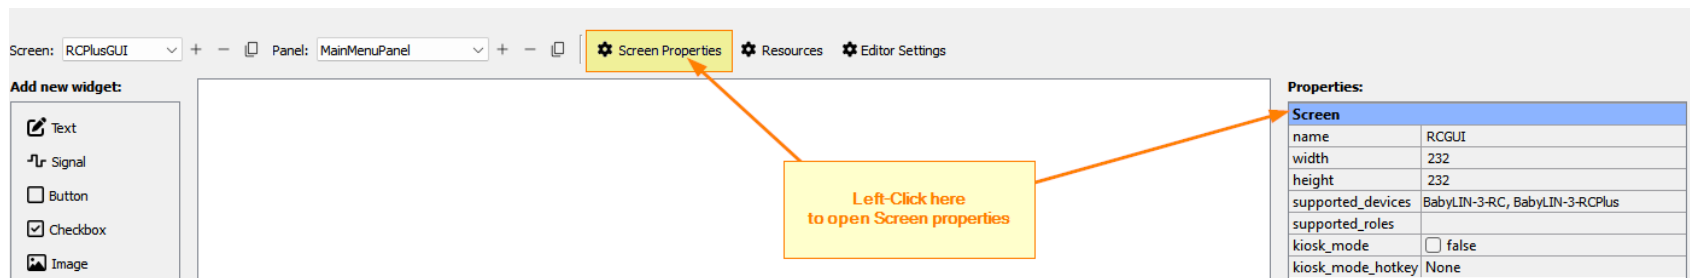 Screen: RCPlusGUI Panel: MainMenuPanel Screen Properties Resources Editor Settings
Add new widget:
Text
Signal
Button
Checkbox
Image
Left-Click here
to open Screen properties
Properties:
Screen
name RCGUI
width 232
height 232
supported_devices BabyLIN-3-RC, BabyLIN-3-RCPlus
supported_roles
kiosk_mode false
kiosk_mode_hotkey None